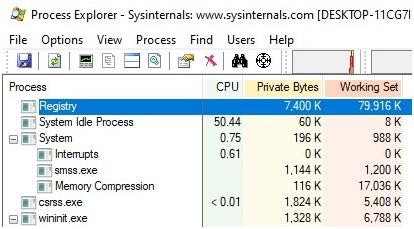 Process Explorer - Sysinternals: www.sysinternals.com [DESKTOP-11CG7
File Options View Process Find Users Help
Process CPU Private Bytes Working Set
Registry 7,400 K 79,916 K
System Idle Process 50.44 60 K 8 K
System 0.75 196 K 988 K
Interrupts 0.61 0 K 0 K
smss.exe 1,144 K 1,200 K
Memory Compression 116 K 17,036 K
csrss.exe < 0.01 1,824 K 5,408 K
wininit.exe 1,328 K 6,788 K